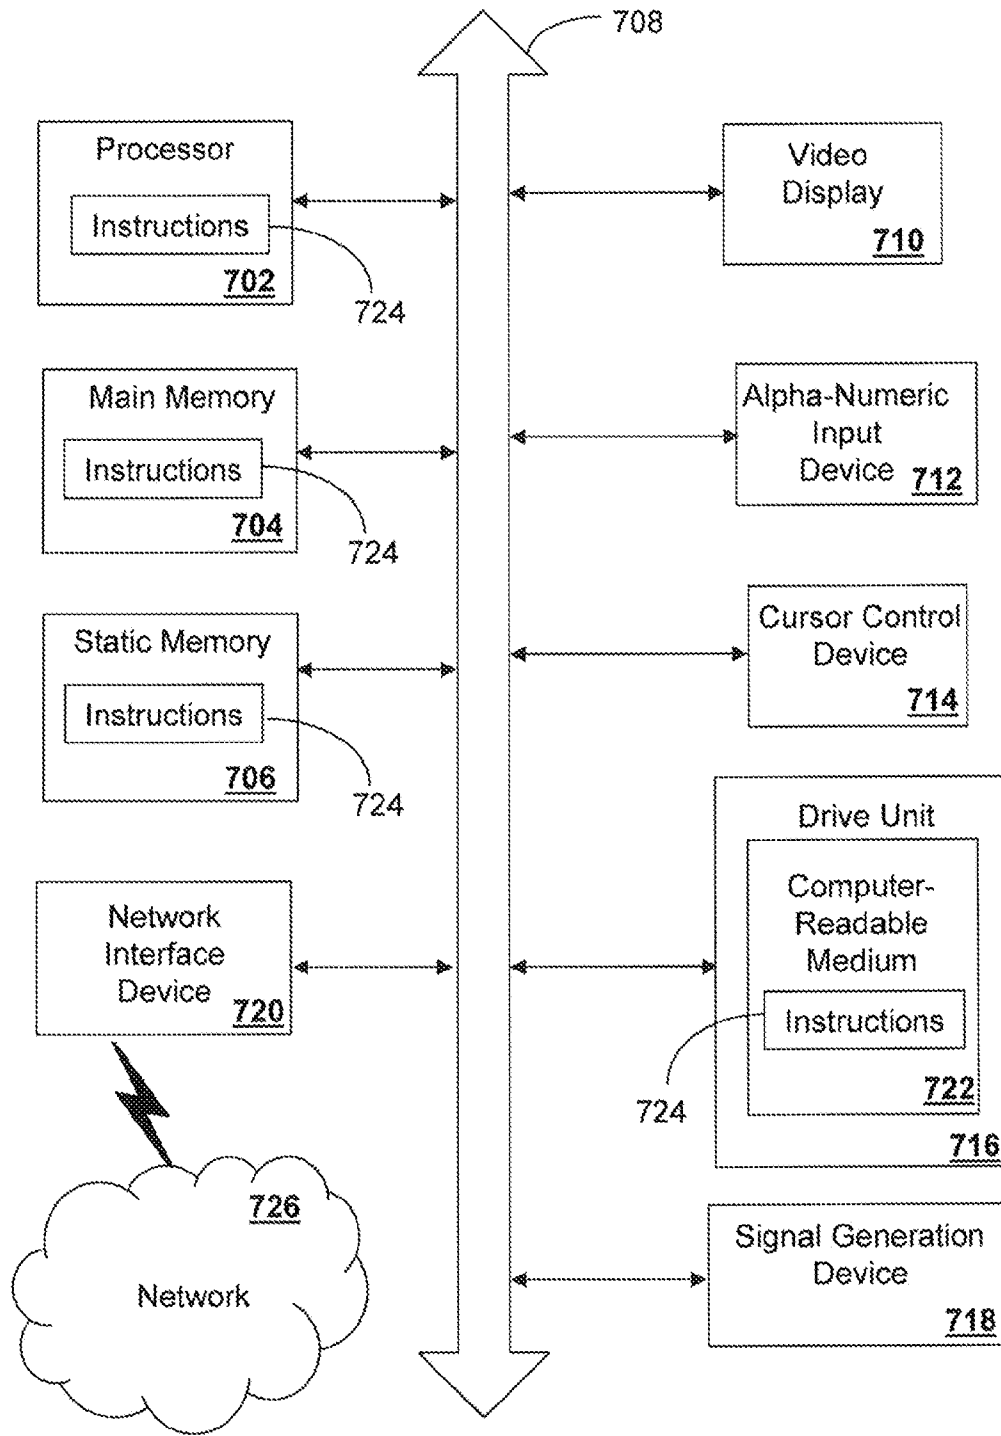 708
Processor
Instructions
702
724
Main Memory
Instructions
704
724
Static Memory
Instructions
706
724
Network
Interface
Device
720
726
Network
Video
Display
710
Alpha-Numeric
Input
Device
712
Cursor Control
Device
714
Drive Unit
Computer-
Readable
Medium
Instructions
724
722
716
Signal Generation
Device
718